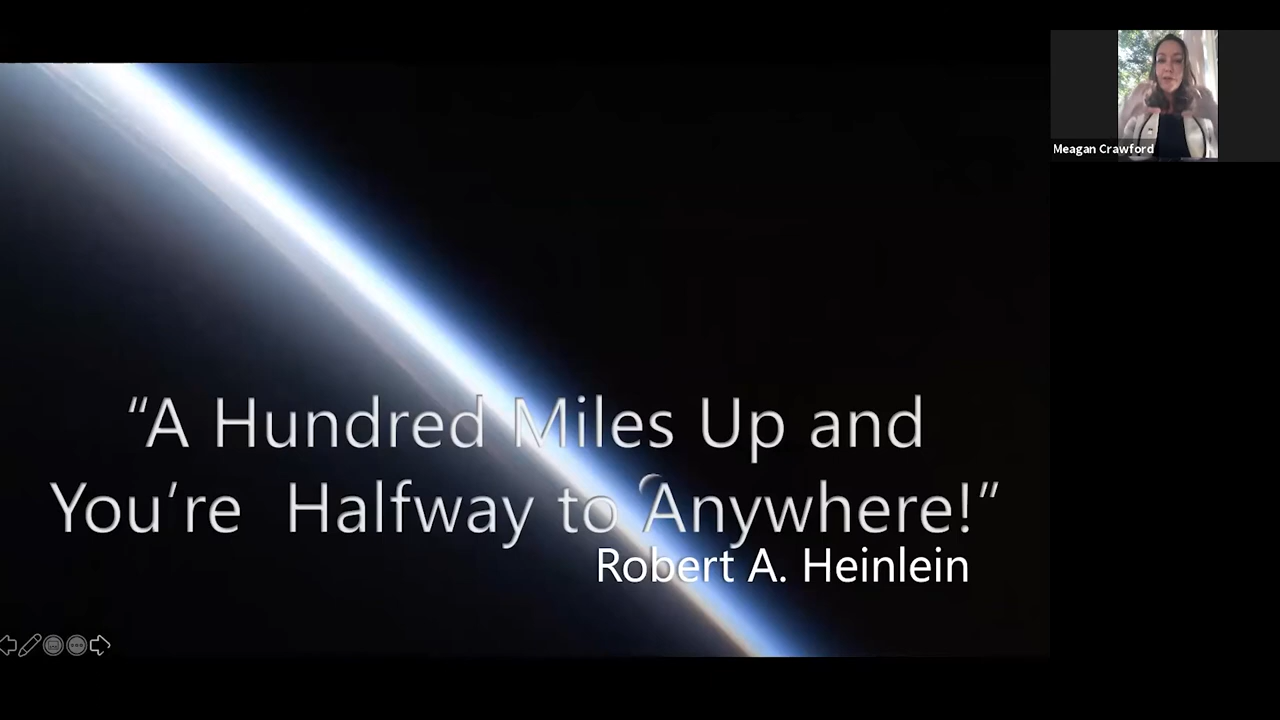 “A Hundred Miles Up and
You‘re  Halfway to Anywhere!”
Robert A. Heinlein
Meagan Crawford